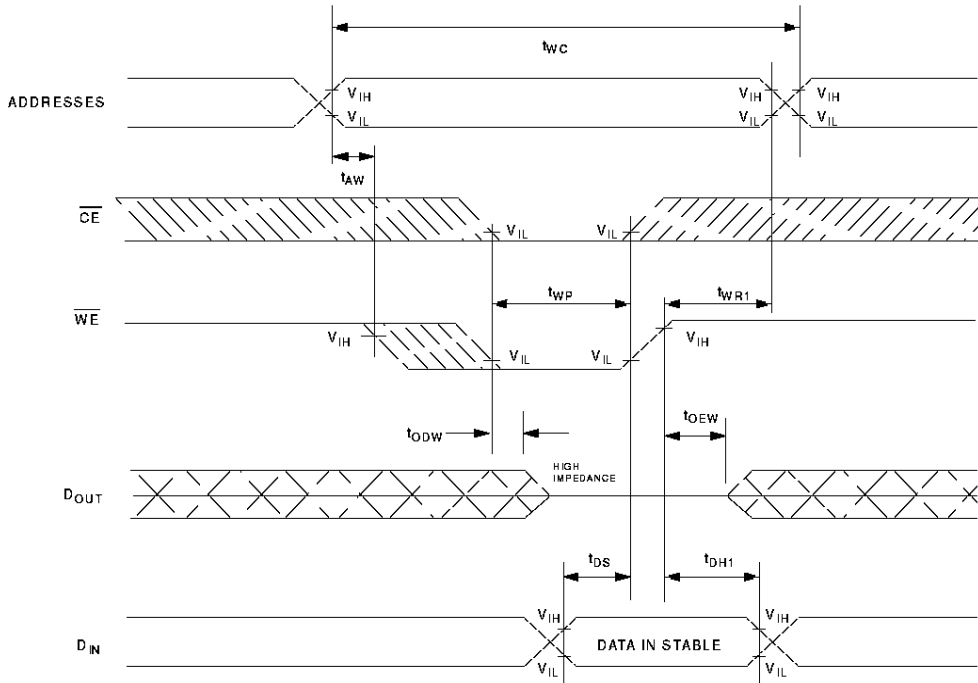 tWC
ADDRESSES
VIH VIH VIH
VIL VIL VIL
tAW
CE
VIL VIL
tWP tWR1
WE
VIH VIH
VIL VIL
tOEW
tODW
HIGH
IMPEDANCE
DOUT
tDS tDH1
VIH VIH
DIN DATA IN STABLE
VIL VIL